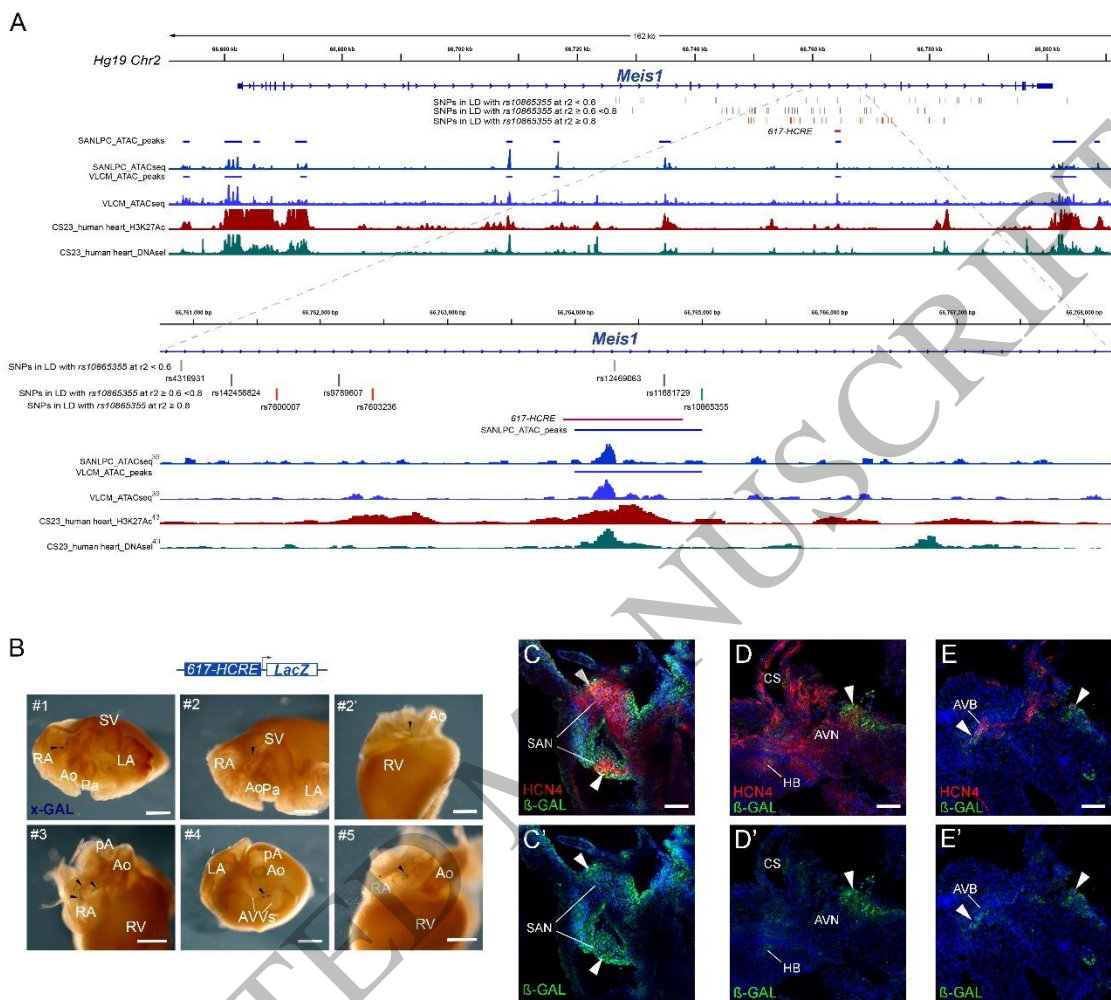 A
162 kb
Hg19 Chr2
66,660 kb 66,680 kb 66,700 kb 66,720 kb 66,740 kb 66,760 kb 66,780 kb 66,800 kb
Meis1
SNPs in LD with rs10865355 at r2 < 0.6
SNPs in LD with rs10865355 at r2 ≥ 0.6 <0.8
SNPs in LD with rs10865355 at r2 ≥ 0.8
617-HCRE
SANLPC_ATAC_peaks
SANLPC_ATACseq
VLCM_ATAC_peaks
VLCM_ATACseq
CS23_human heart_H3K27Ac
CS23_human heart_DNAseI
66,761,000 bp 66,762,000 bp 66,763,000 bp 66,764,000 bp 66,765,000 bp 66,766,000 bp 66,767,000 bp 66,768,000 bp
Meis1
SNPs in LD with rs10865355 at r2 < 0.6
rs4316931 rs12469063
SNPs in LD with rs10865355 at r2 ≥ 0.6 <0.8
rs142456824 rs9789607 rs11681729
SNPs in LD with rs10865355 at r2 ≥ 0.8
rs7600007 rs7603236 rs10865355
617-HCRE
SANLPC_ATAC_peaks
SANLPC_ATACseq39
VLCM_ATAC_peaks
VLCM_ATACseq39
CS23_human heart_H3K27Ac43
CS23_human heart_DNAseI43
B
617-HCRE LacZ
#1 SV RA LA Ao Pa x-GAL
#2 SV RA Ao Pa LA
#2' Ao RV
#3 pA Ao RA RV
#4 LA pA Ao AVVs
#5 RA Ao RV
C SAN HCN4 ß-GAL
D CS AVN HB HCN4 ß-GAL
E AVB HCN4 ß-GAL
C' SAN ß-GAL
D' CS AVN HB ß-GAL
E' AVB ß-GAL
TED MANUSCRIPT